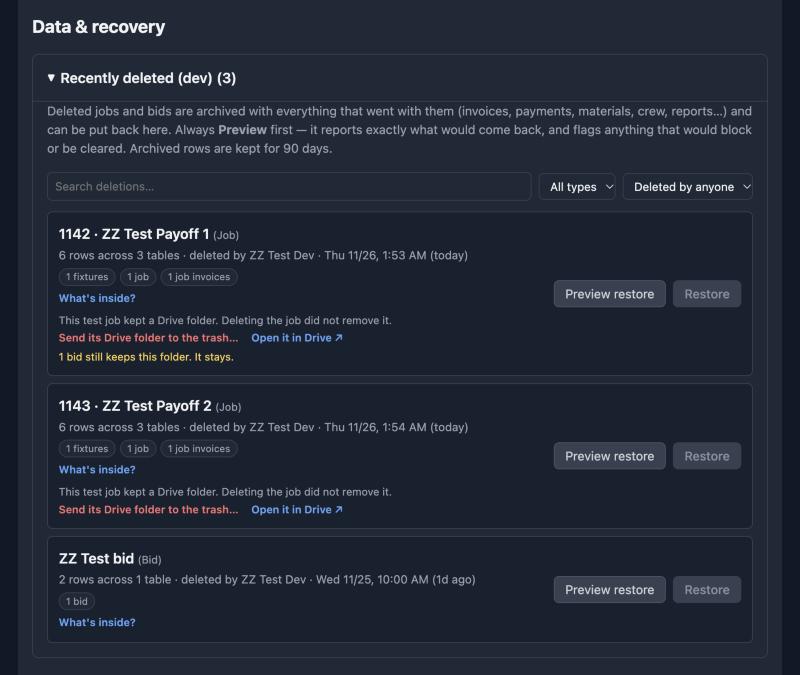 Data & recovery
▼ Recently deleted (dev) (3)
Deleted jobs and bids are archived with everything that went with them (invoices, payments, materials, crew, reports…) and
can be put back here. Always Preview first — it reports exactly what would come back, and flags anything that would block
or be cleared. Archived rows are kept for 90 days.
Search deletions…
All types
Deleted by anyone
1142 · ZZ Test Payoff 1 (Job)
6 rows across 3 tables · deleted by ZZ Test Dev · Thu 11/26, 1:53 AM (today)
1 fixtures 1 job 1 job invoices
Preview restore Restore
What's inside?
This test job kept a Drive folder. Deleting the job did not remove it.
Send its Drive folder to the trash… Open it in Drive ↗
1 bid still keeps this folder. It stays.
1143 · ZZ Test Payoff 2 (Job)
6 rows across 3 tables · deleted by ZZ Test Dev · Thu 11/26, 1:54 AM (today)
1 fixtures 1 job 1 job invoices
Preview restore Restore
What's inside?
This test job kept a Drive folder. Deleting the job did not remove it.
Send its Drive folder to the trash… Open it in Drive ↗
ZZ Test bid (Bid)
2 rows across 1 table · deleted by ZZ Test Dev · Wed 11/25, 10:00 AM (1d ago)
Preview restore Restore
1 bid
What's inside?